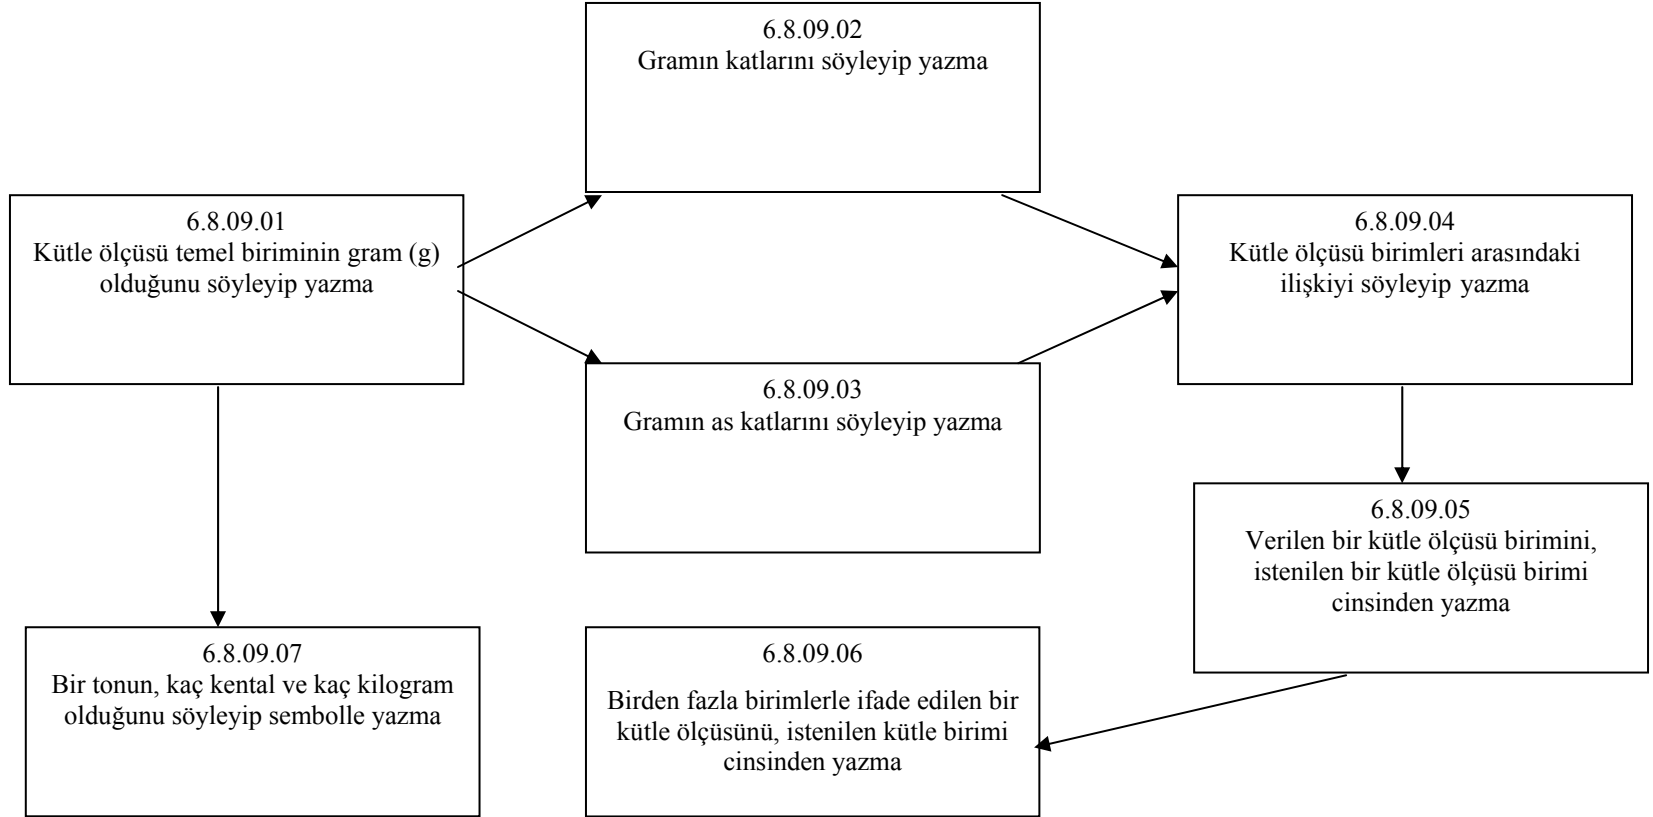 6.8.09.02
Gramın katlarını söyleyip yazma
6.8.09.01
Kütle ölçüsü temel biriminin gram (g)
olduğunu söyleyip yazma
6.8.09.04
Kütle ölçüsü birimleri arasındaki
ilişkiyi söyleyip yazma
6.8.09.03
Gramın as katlarını söyleyip yazma
6.8.09.05
Verilen bir kütle ölçüsü birimini,
istenilen bir kütle ölçüsü birimi
cinsinden yazma
6.8.09.07
Bir tonun, kaç kental ve kaç kilogram
olduğunu söyleyip sembolle yazma
6.8.09.06
Birden fazla birimlerle ifade edilen bir
kütle ölçüsünü, istenilen kütle birimi
cinsinden yazma